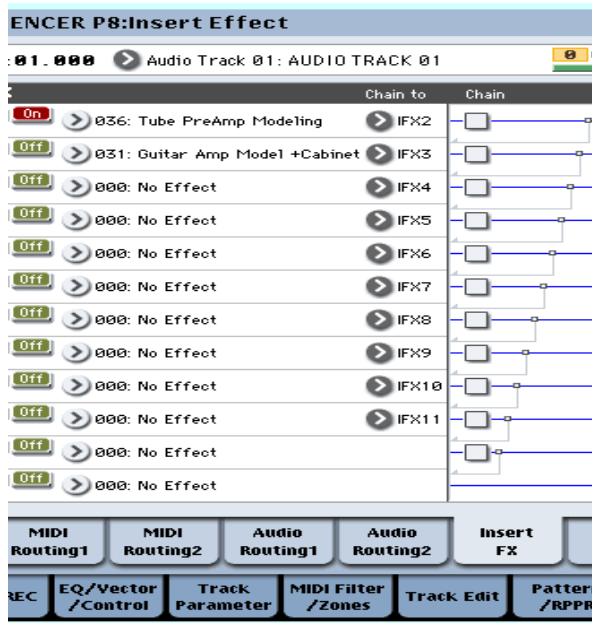 ENCER P8:Insert Effect
:01.000 Audio Track 01: AUDIO TRACK 01 0
Chain to Chain
On 036: Tube PreAmp Modeling IFX2
Off 031: Guitar Amp Model +Cabinet IFX3
Off 000: No Effect IFX4
Off 000: No Effect IFX5
Off 000: No Effect IFX6
Off 000: No Effect IFX7
Off 000: No Effect IFX8
Off 000: No Effect IFX9
Off 000: No Effect IFX10
Off 000: No Effect IFX11
Off 000: No Effect
Off 000: No Effect
MIDI Routing1 MIDI Routing2 Audio Routing1 Audio Routing2 Insert FX
REC EQ/Vector /Control Track Parameter MIDI Filter /Zones Track Edit Patter /RPPR